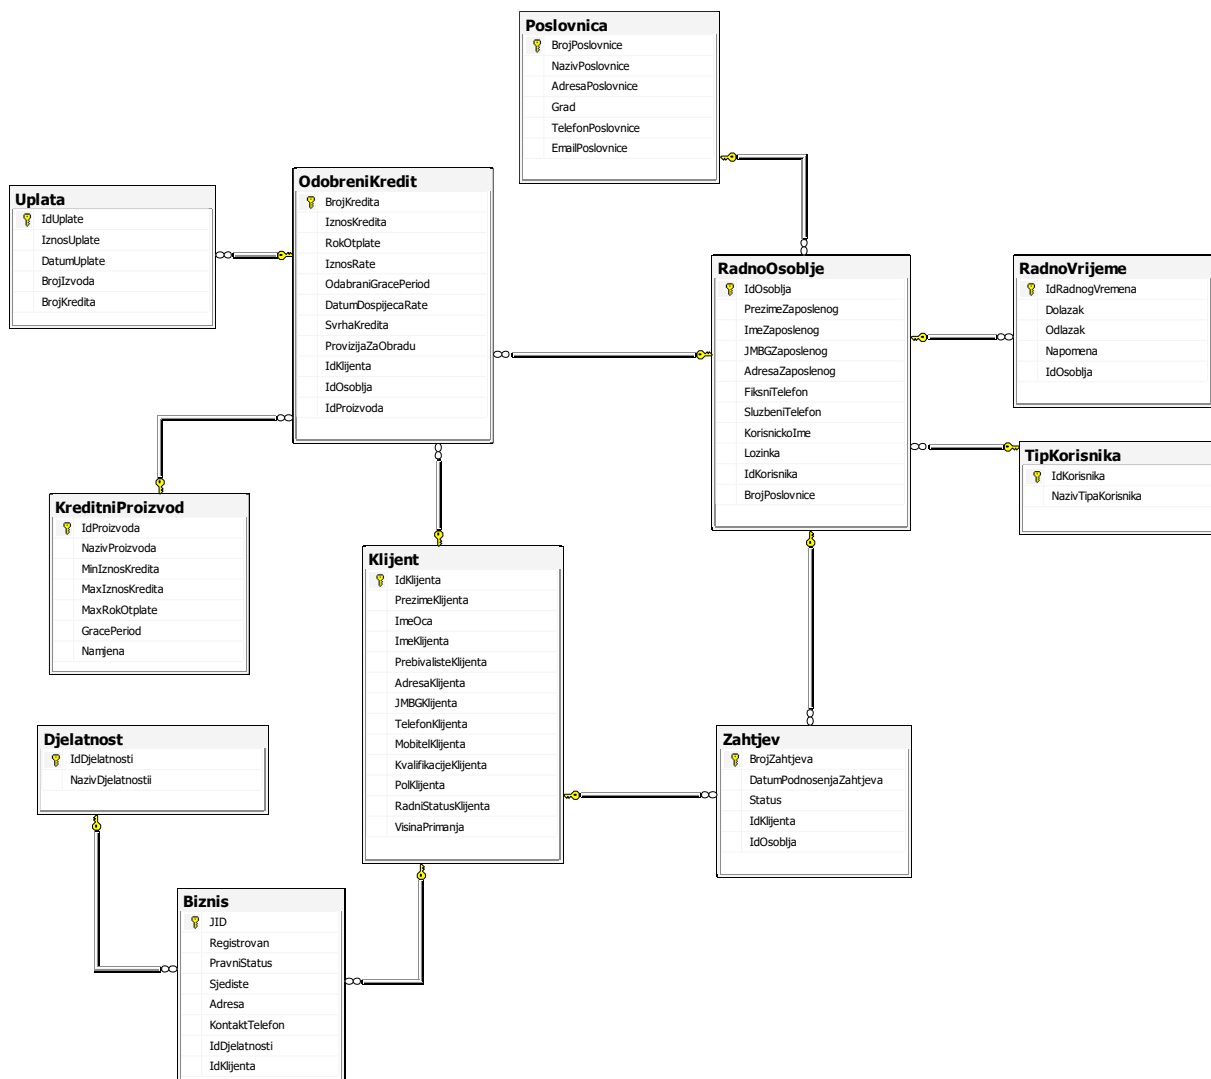 Poslovnica
BrojPoslovnice
NazivPoslovnice
AdresaPoslovnice
Grad
TelefonPoslovnice
EmailPoslovnice
OdobreniKredit
BrojKredita
IznosKredita
RokOtplate
IznosRate
OdabraniGracePeriod
DatumDospijecaRate
SvrhaKredita
ProvizijaZaObradu
IdKlijenta
IdOsoblja
IdProizvoda
Uplata
IdUplate
IznosUplate
DatumUplate
BrojIzvoda
BrojKredita
RadnoOsoblje
IdOsoblja
PrezimeZaposlenog
ImeZaposlenog
JMBGZaposlenog
AdresaZaposlenog
FiksniTelefon
SluzbeniTelefon
KorisnickoIme
Lozinka
IdKorisnika
BrojPoslovnice
RadnoVrijeme
IdRadnogVremena
Dolazak
Odlazak
Napomena
IdOsoblja
TipKorisnika
IdKorisnika
NazivTipaKorisnika
KreditniProizvod
IdProizvoda
NazivProizvoda
MinIznosKredita
MaxIznosKredita
MaxRokOtplate
GracePeriod
Namjena
Klijent
IdKlijenta
PrezimeKlijenta
ImeOca
ImeKlijenta
PrebivalisteKlijenta
AdresaKlijenta
JMBGKlijenta
TelefonKlijenta
MobitelKlijenta
KvalifikacijeKlijenta
PolKlijenta
RadniStatusKlijenta
VisinaPrimanja
Djelatnost
IdDjelatnosti
NazivDjelatnostii
Zahtjev
BrojZahtjeva
DatumPodnosenjaZahtjeva
Status
IdKlijenta
IdOsoblja
Biznis
JID
Registrovan
PravniStatus
Sjediste
Adresa
KontaktTelefon
IdDjelatnosti
IdKlijenta